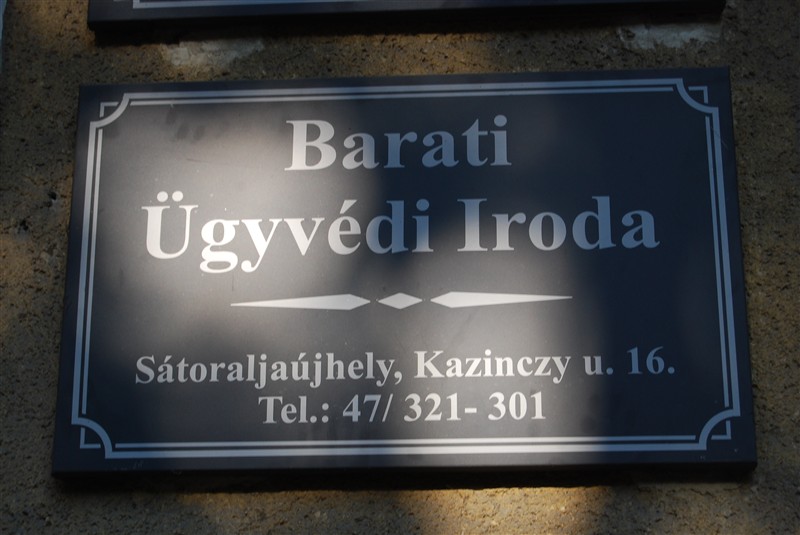 Barati
Ügyvédi Iroda
Sátoraljaújhely, Kazinczy u. 16.
Tel.: 47/ 321- 301